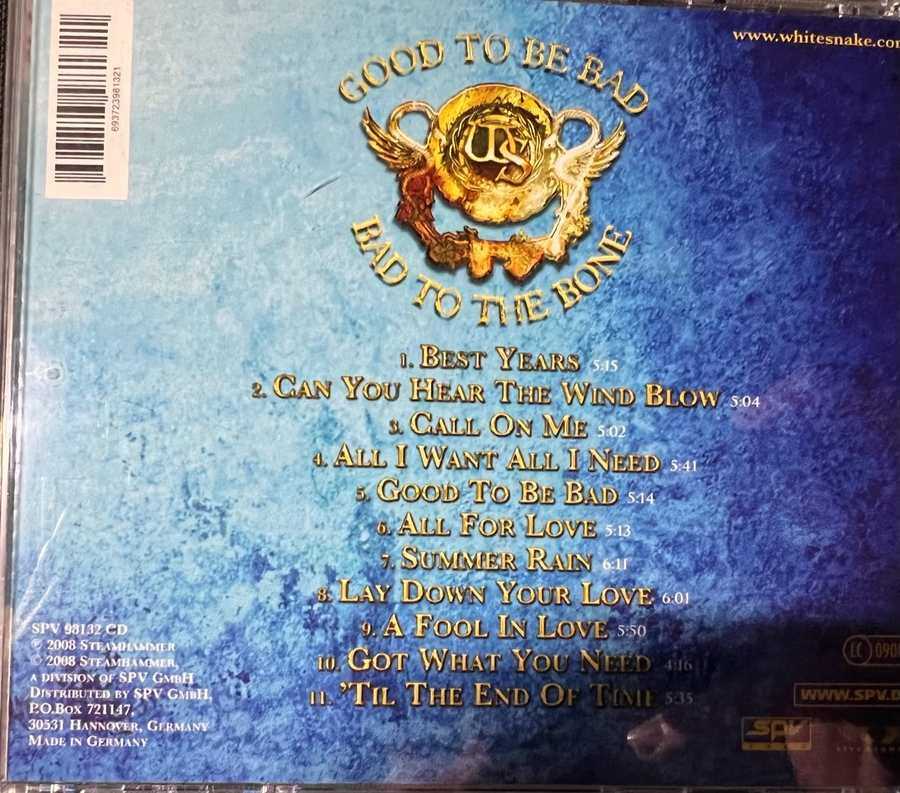 693723981321
www.whitesnake.com
GOOD TO BE BAD
WS
BAD TO THE BONE
1. BEST YEARS 5:15
2. CAN YOU HEAR THE WIND BLOW 5:04
3. CALL ON ME 5:02
4. ALL I WANT ALL I NEED 5:41
5. GOOD TO BE BAD 5:14
6. ALL FOR LOVE 5:13
7. SUMMER RAIN 6:11
8. LAY DOWN YOUR LOVE 6:01
9. A FOOL IN LOVE 5:50
10. GOT WHAT YOU NEED 4:16
11. 'TIL THE END OF TIME 5:35
SPV 98132 CD
℗ 2008 STEAMHAMMER
© 2008 STEAMHAMMER,
A DIVISION OF SPV GMBH
DISTRIBUTED BY SPV GMBH,
P.O.BOX 721147,
30531 HANNOVER, GERMANY
MADE IN GERMANY
LC 0900
WWW.SPV.D
SPV